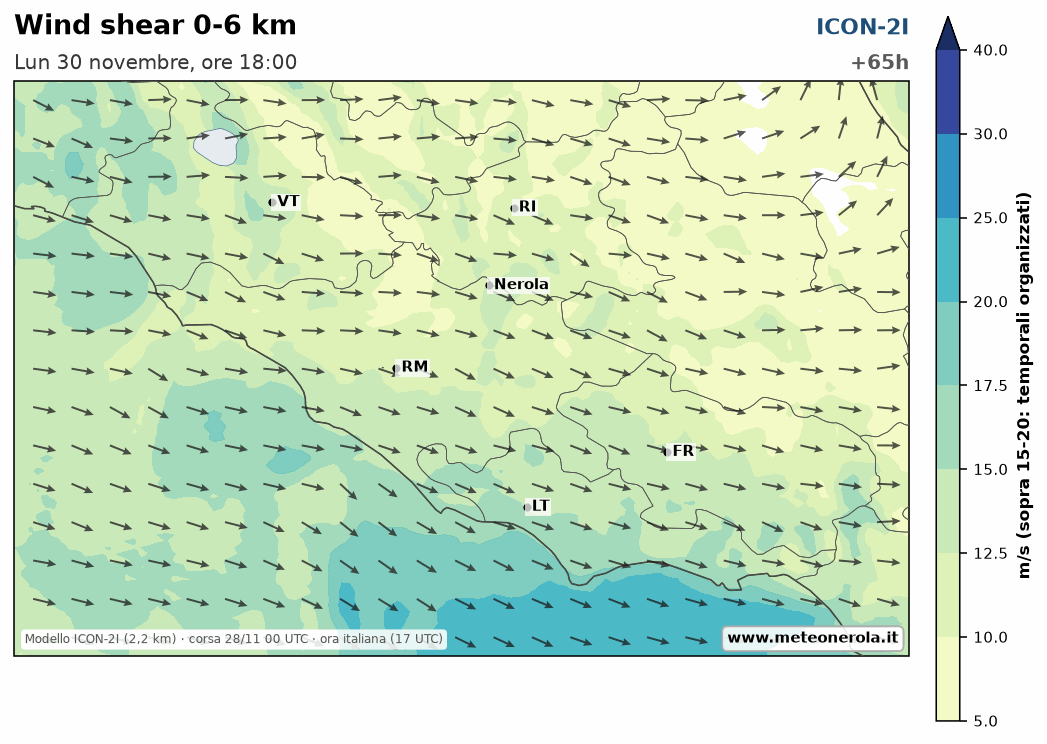 Wind shear 0-6 km
ICON-2I
Lun 30 novembre, ore 18:00
+65h
VT
RI
Nerola
RM
FR
LT
Modello ICON-2I (2,2 km) · corsa 28/11 00 UTC · ora italiana (17 UTC)
www.meteonerola.it
40.0
30.0
25.0
20.0
17.5
15.0
12.5
10.0
5.0
m/s (sopra 15-20: temporali organizzati)